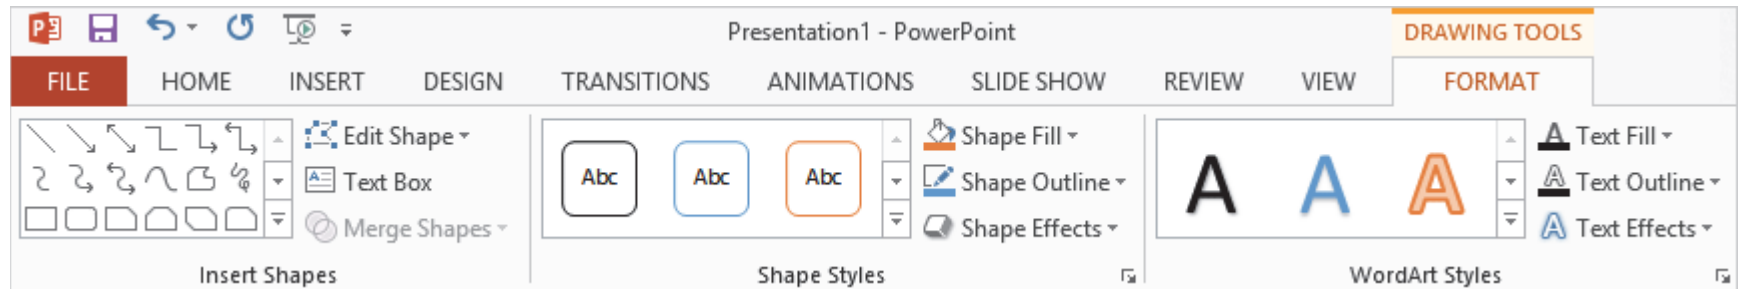 Presentation1 - PowerPoint
DRAWING TOOLS
FILE HOME INSERT DESIGN TRANSITIONS ANIMATIONS SLIDE SHOW REVIEW VIEW FORMAT
Edit Shape
Text Box
Merge Shapes
Insert Shapes
Abc Abc Abc
Shape Fill
Shape Outline
Shape Effects
Shape Styles
A A A
Text Fill
Text Outline
Text Effects
WordArt Styles